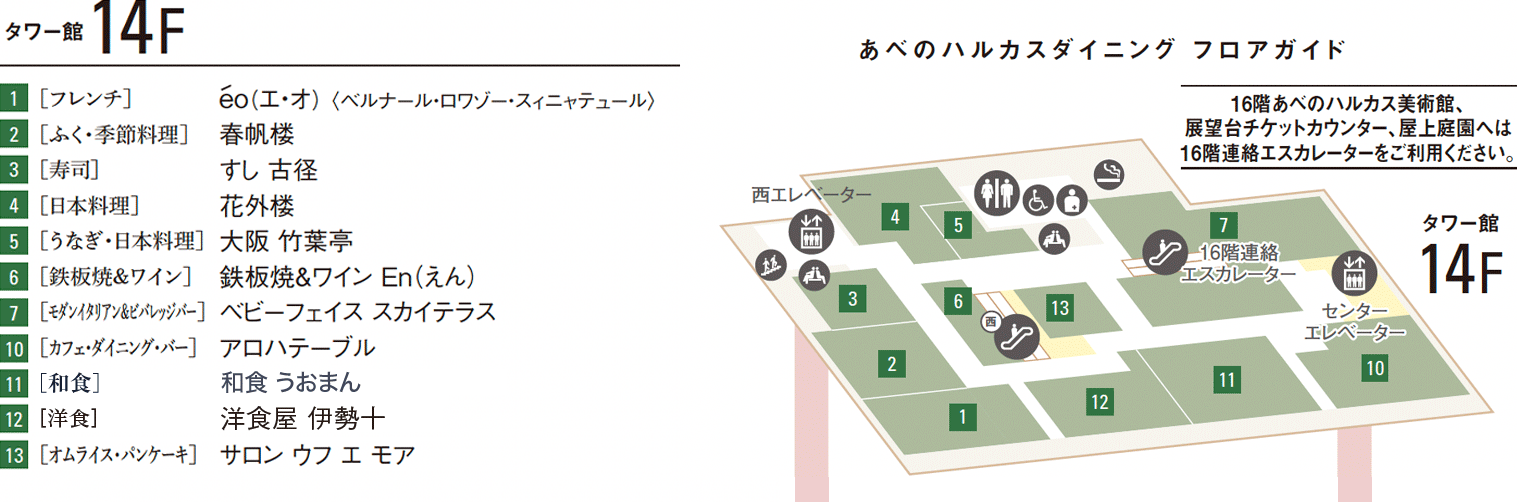 タワー館 14F
1 [フレンチ] éo(エ・オ)〈ベルナール・ロワゾー・スィニャテュール〉
2 [ふく・季節料理] 春帆楼
3 [寿司] すし 古径
4 [日本料理] 花外楼
5 [うなぎ・日本料理] 大阪 竹葉亭
6 [鉄板焼&ワイン] 鉄板焼&ワイン En(えん)
7 [モダンイタリアン&ビバレッジバー] ベビーフェイス スカイテラス
10 [カフェ・ダイニング・バー] アロハテーブル
11 [和食] 和食 うおまん
12 [洋食] 洋食屋 伊勢十
13 [オムライス・パンケーキ] サロン ウフ エ モア
あべのハルカスダイニング フロアガイド
16階あべのハルカス美術館、
展望台チケットカウンター、屋上庭園へは
16階連絡エスカレーターをご利用ください。
西エレベーター
4
5
7
タワー館
14F
16階連絡
エスカレーター
3
6
13
西
センター
エレベーター
2
11
10
12
1